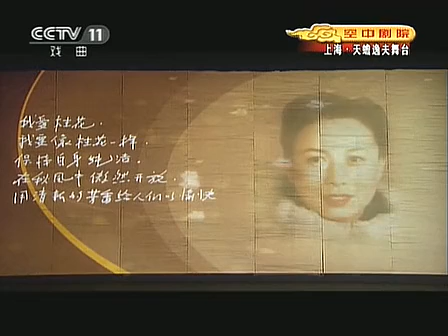 CCTV 11
戏曲
空中剧院
上海·天蟾逸夫舞台
我爱桂花.
我要像桂花一样
保持自身纯洁.
在秋风中傲然开放.
用清新的芳香给人们以愉快